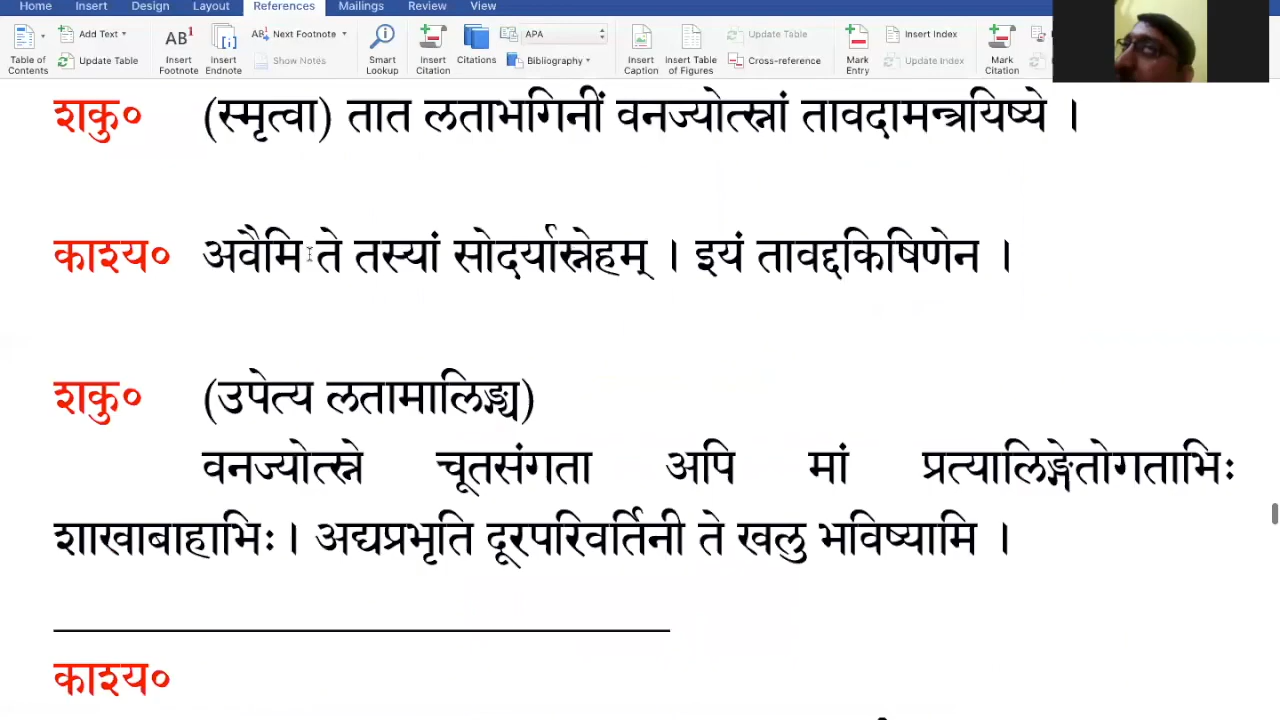 Home Insert Design Layout References Mailings Review View
Add Text Next Footnote APA Update Table Insert Index
Table of Contents Update Table Insert Footnote Insert Endnote Show Notes Smart Lookup Insert Citation Citations Bibliography Insert Caption Insert Table of Figures Cross-reference Mark Entry Update Index Mark Citation
शकु० (स्मृत्वा) तात लताभगिनीं वनज्योत्स्नां तावदामन्त्रयिष्ये ।
काश्य० अवैमि ते तस्यां सोदर्यास्नेहम् । इयं तावद्दकिषिणेन ।
शकु० (उपेत्य लतामालिङ्ग्य)
वनज्योत्स्ने चूतसंगता अपि मां प्रत्यालिङ्गेतोगताभिः
शाखाबाहाभिः। अद्यप्रभृति दूरपरिवर्तिनी ते खलु भविष्यामि ।
काश्य०